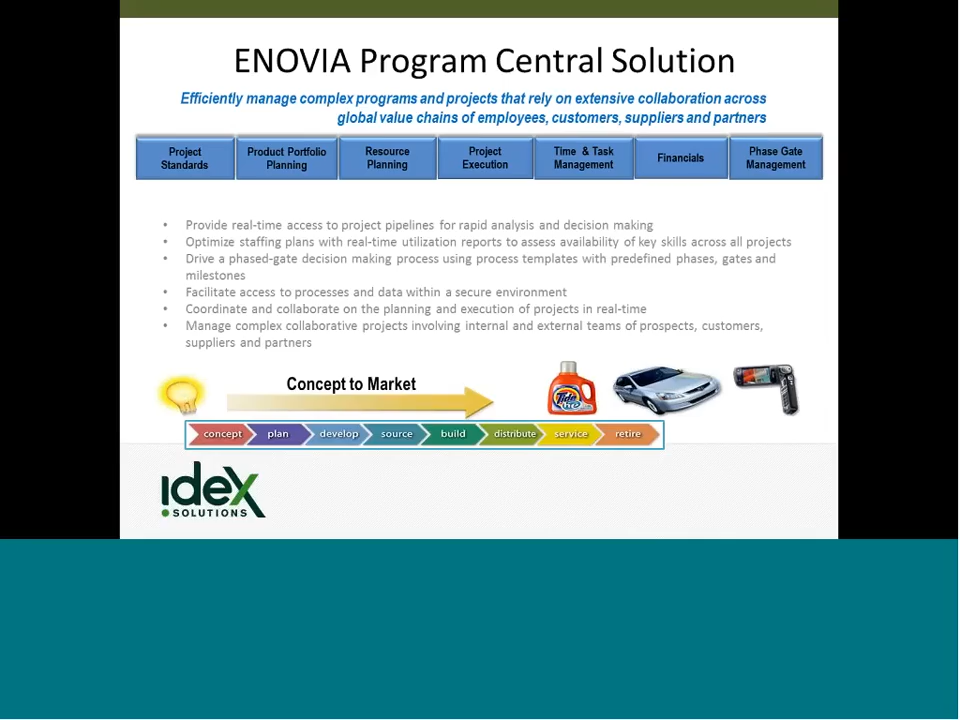 ENOVIA Program Central Solution
Efficiently manage complex programs and projects that rely on extensive collaboration across
global value chains of employees, customers, suppliers and partners
Project
Standards
Product Portfolio
Planning
Resource
Planning
Project
Execution
Time & Task
Management
Financials
Phase Gate
Management
• Provide real-time access to project pipelines for rapid analysis and decision making
• Optimize staffing plans with real-time utilization reports to assess availability of key skills across all projects
• Drive a phased-gate decision making process using process templates with predefined phases, gates and
milestones
• Facilitate access to processes and data within a secure environment
• Coordinate and collaborate on the planning and execution of projects in real-time
• Manage complex collaborative projects involving internal and external teams of prospects, customers,
suppliers and partners
Concept to Market
Tide
concept
plan
develop
source
build
distribute
service
retire
idex
SOLUTIONS